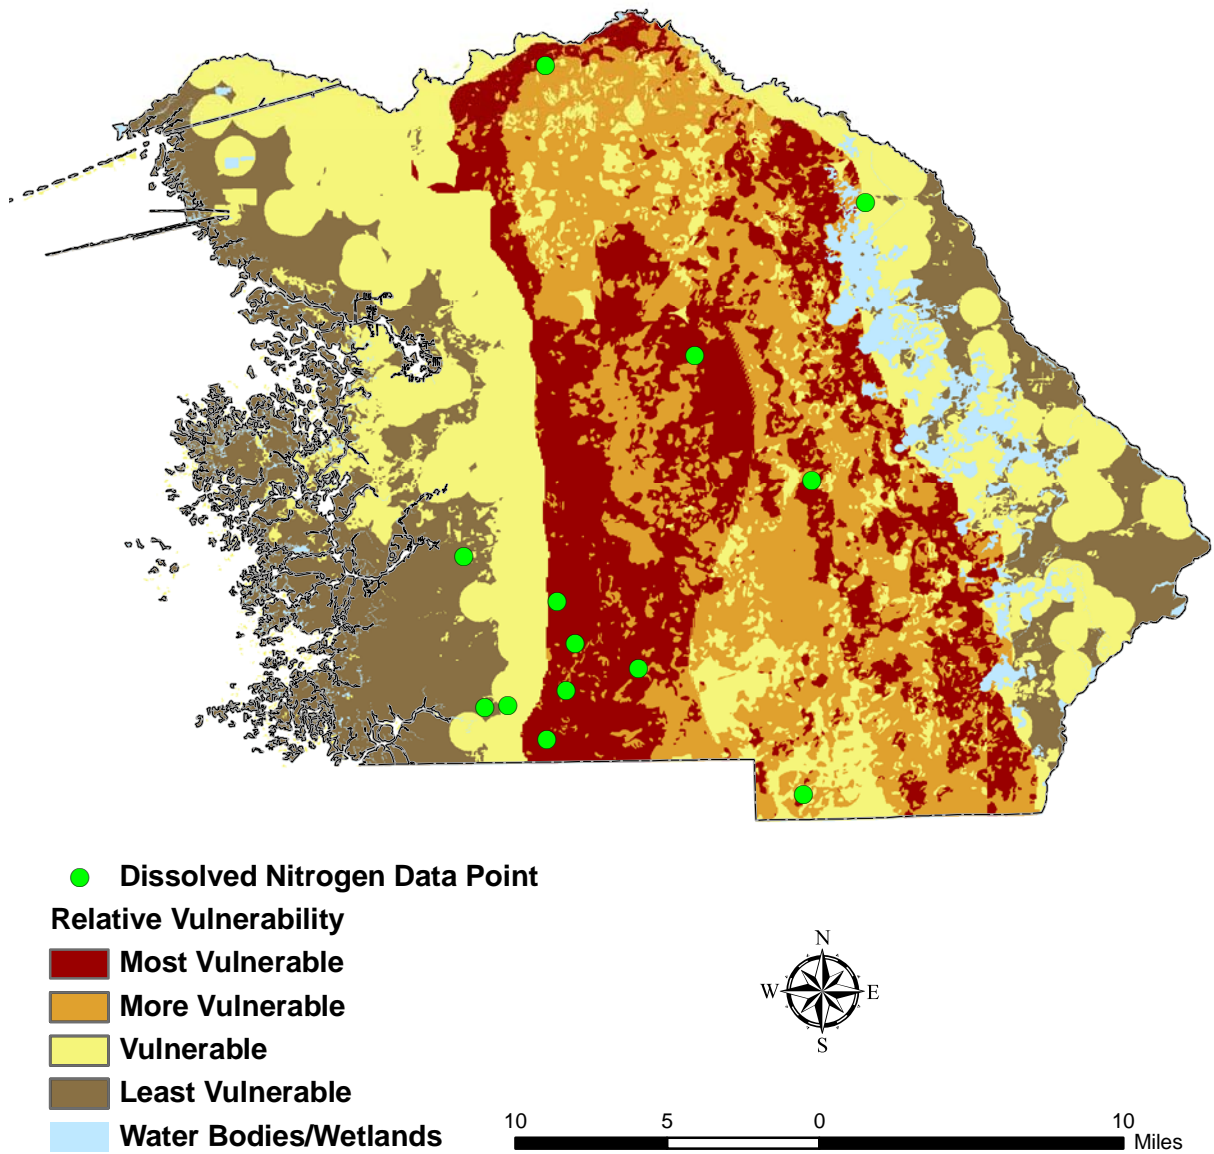 Dissolved Nitrogen Data Point
Relative Vulnerability
Most Vulnerable
More Vulnerable
Vulnerable
Least Vulnerable
Water Bodies/Wetlands
N
W E
S
10 5 0 10
Miles